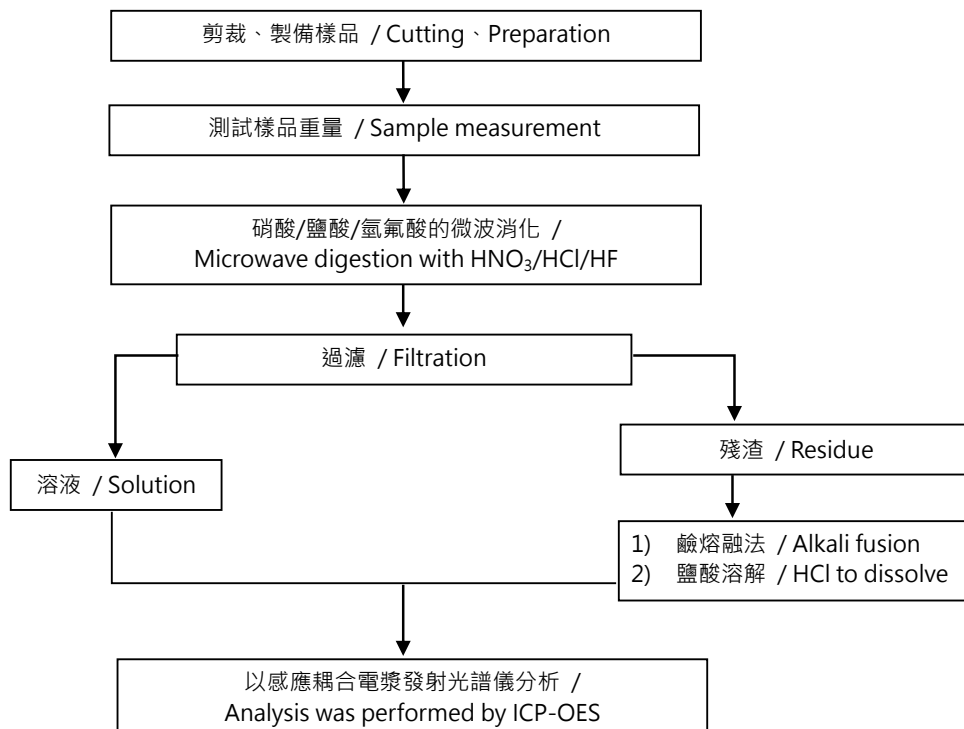 剪裁、製備樣品 / Cutting、Preparation
測試樣品重量 / Sample measurement
硝酸/鹽酸/氫氟酸的微波消化 /
Microwave digestion with HNO₃/HCl/HF
過濾 / Filtration
溶液 / Solution
殘渣 / Residue
1) 鹼熔融法 / Alkali fusion
2) 鹽酸溶解 / HCl to dissolve
以感應耦合電漿發射光譜儀分析 /
Analysis was performed by ICP-OES